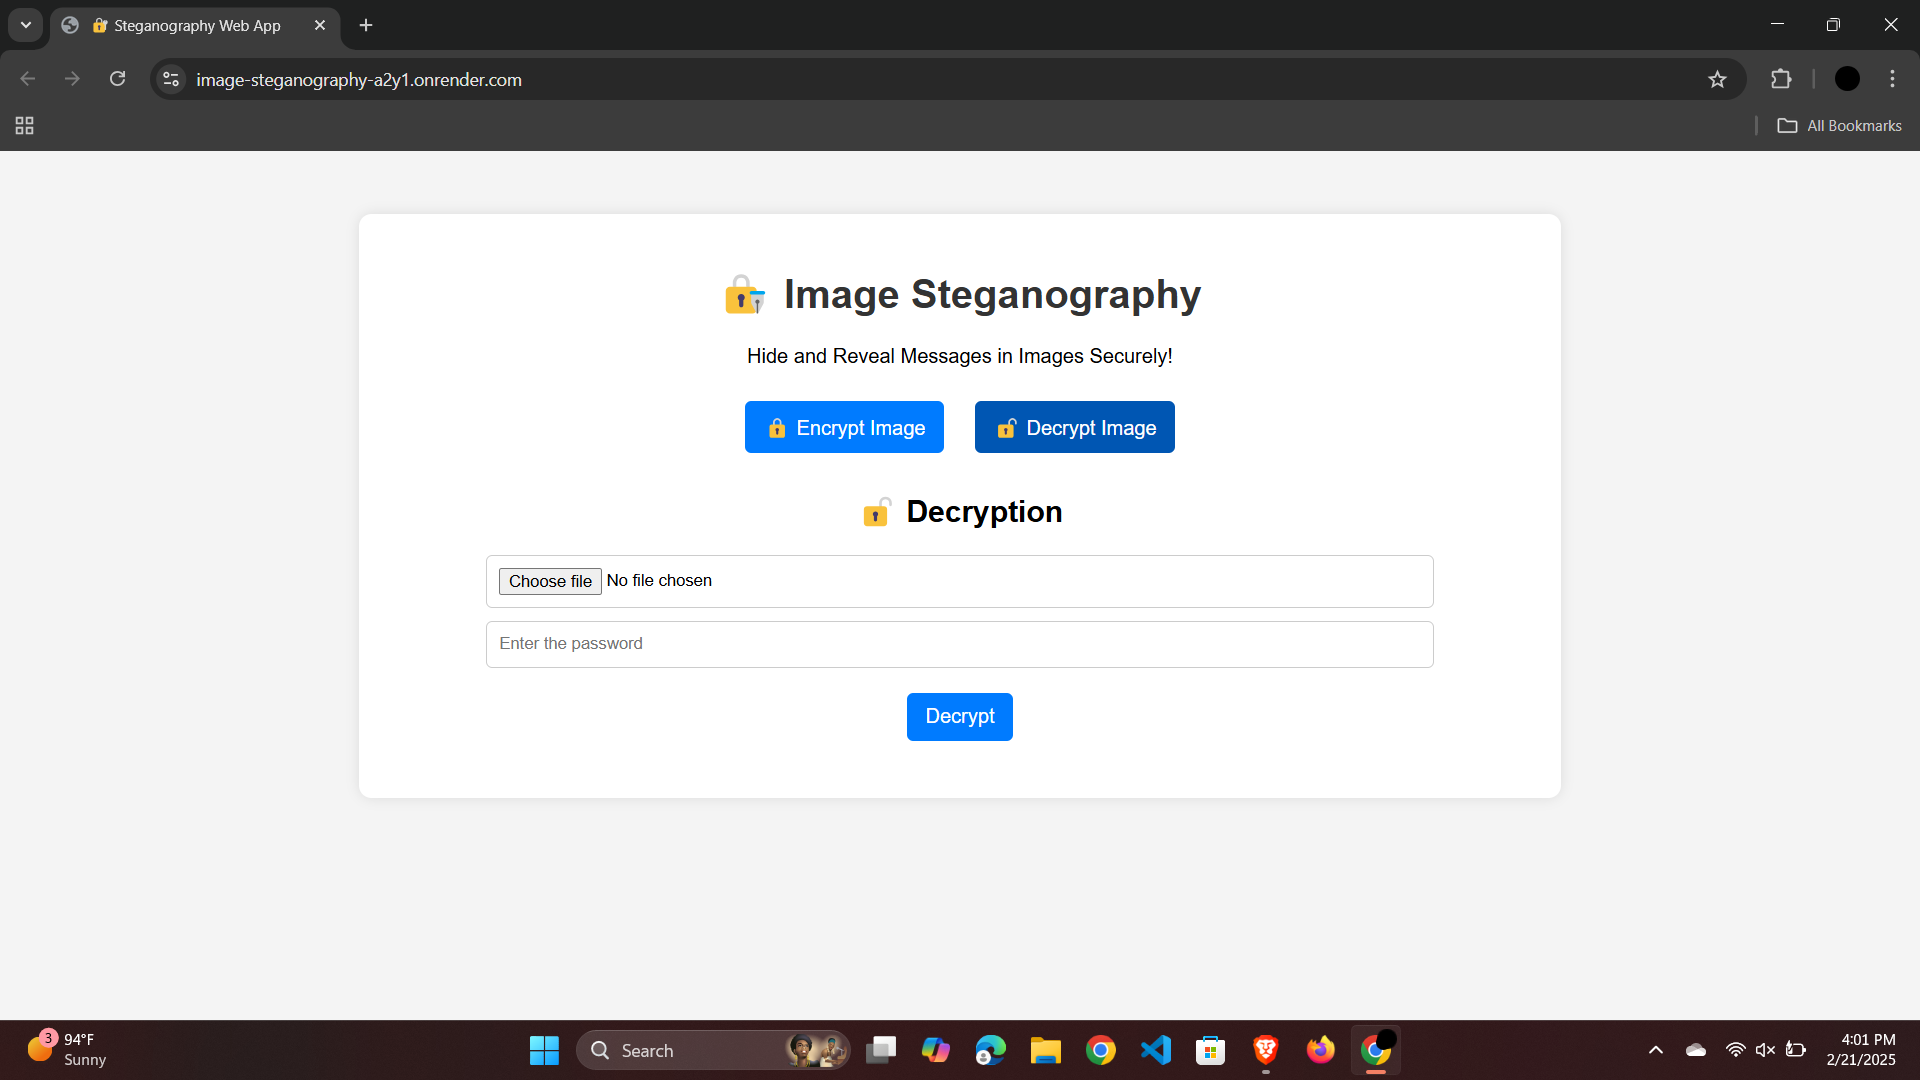 Steganography Web App
image-steganography-a2y1.onrender.com
All Bookmarks
Image Steganography
Hide and Reveal Messages in Images Securely!
Encrypt Image
Decrypt Image
Decryption
Choose file No file chosen
Enter the password
Decrypt
3
94°F
Sunny
Search
4:01 PM
2/21/2025